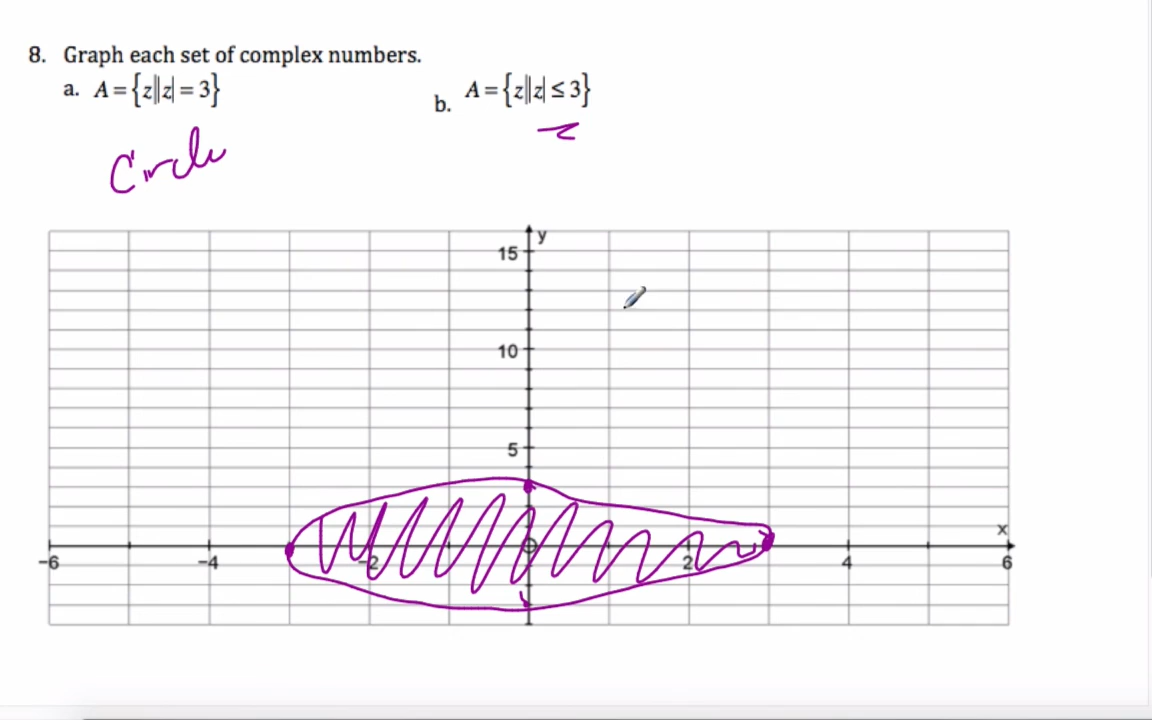 8. Graph each set of complex numbers.
a. A={z||z|=3}
b. A={z||z|≤3}
Circle
y
15
10
5
x
-6 -4 -2 0 2 4 6